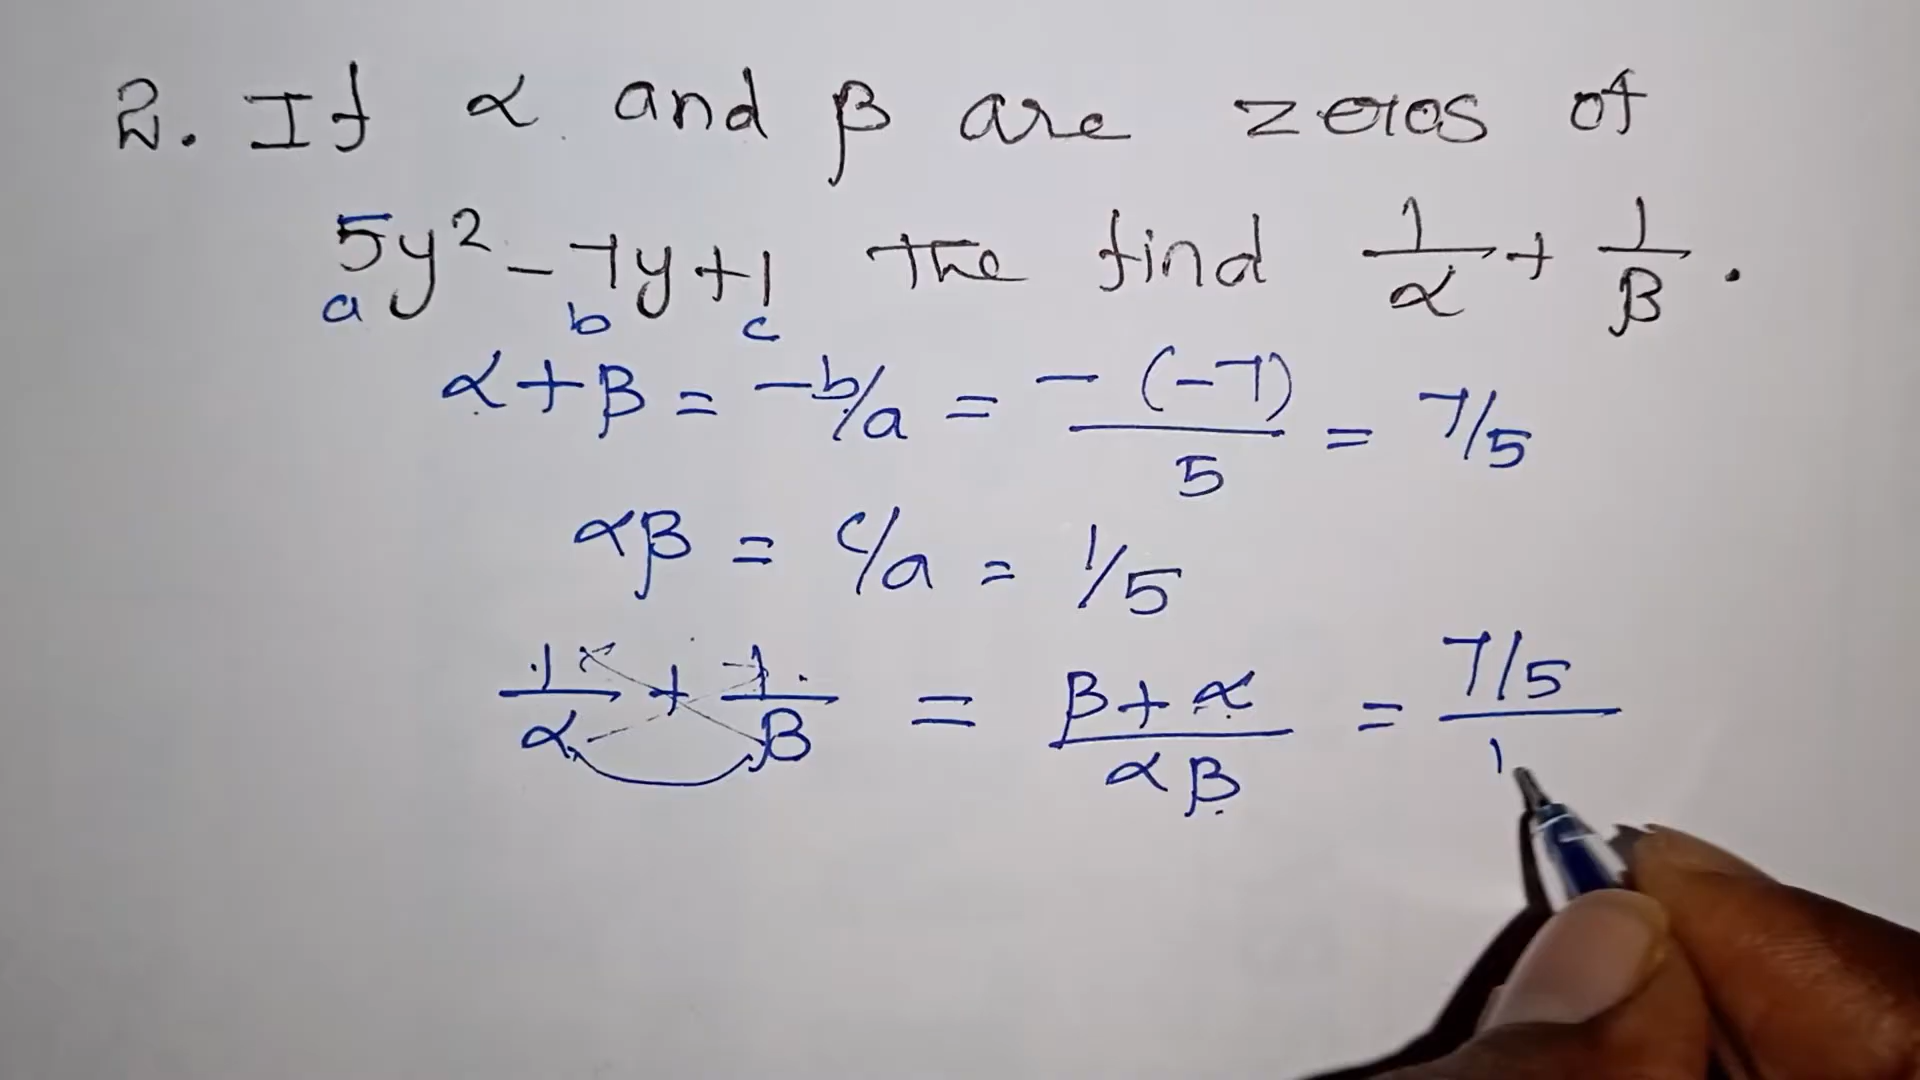 2. If α and β are zeros of
5y² - 7y + 1 the find 1/α + 1/β.
a b c
α + β = -b/a = -(-7)/5 = 7/5
αβ = c/a = 1/5
1/α + 1/β = β + α/αβ = 7/5/1